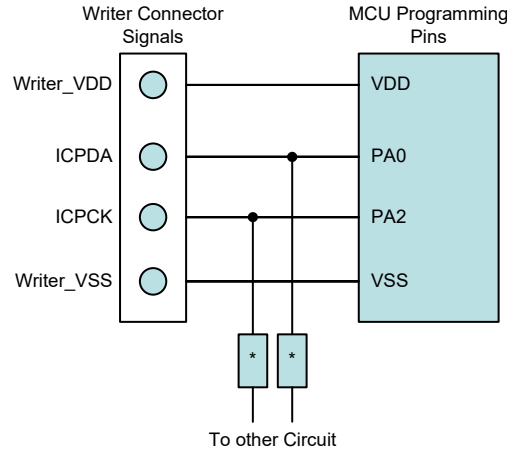 Writer Connector
Signals
MCU Programming
Pins
Writer_VDD
VDD
ICPDA
PA0
ICPCK
PA2
Writer_VSS
VSS
* *
To other Circuit